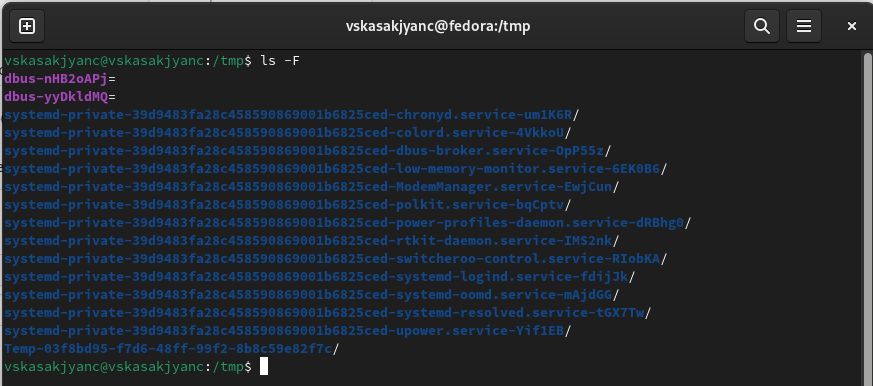 vskasakjyanc@fedora:/tmp
vskasakjyanc@vskasakjyanc:/tmp$ ls -F
dbus-nHB2oAPj=
dbus-yyDkldMQ=
systemd-private-39d9483fa28c458590869001b6825ced-chronyd.service-um1K6R/
systemd-private-39d9483fa28c458590869001b6825ced-colord.service-4VkkoU/
systemd-private-39d9483fa28c458590869001b6825ced-dbus-broker.service-OpP55z/
systemd-private-39d9483fa28c458590869001b6825ced-low-memory-monitor.service-6EK0B6/
systemd-private-39d9483fa28c458590869001b6825ced-ModemManager.service-EwjCun/
systemd-private-39d9483fa28c458590869001b6825ced-polkit.service-bqCptv/
systemd-private-39d9483fa28c458590869001b6825ced-power-profiles-daemon.service-dRBhg0/
systemd-private-39d9483fa28c458590869001b6825ced-rtkit-daemon.service-IMS2nk/
systemd-private-39d9483fa28c458590869001b6825ced-switcheroo-control.service-RIobKA/
systemd-private-39d9483fa28c458590869001b6825ced-systemd-logind.service-fdijJk/
systemd-private-39d9483fa28c458590869001b6825ced-systemd-oomd.service-mAjdGG/
systemd-private-39d9483fa28c458590869001b6825ced-systemd-resolved.service-tGX7Tw/
systemd-private-39d9483fa28c458590869001b6825ced-upower.service-Yif1EB/
Temp-03f8bd95-f7d6-48ff-99f2-8b8c59e82f7c/
vskasakjyanc@vskasakjyanc:/tmp$